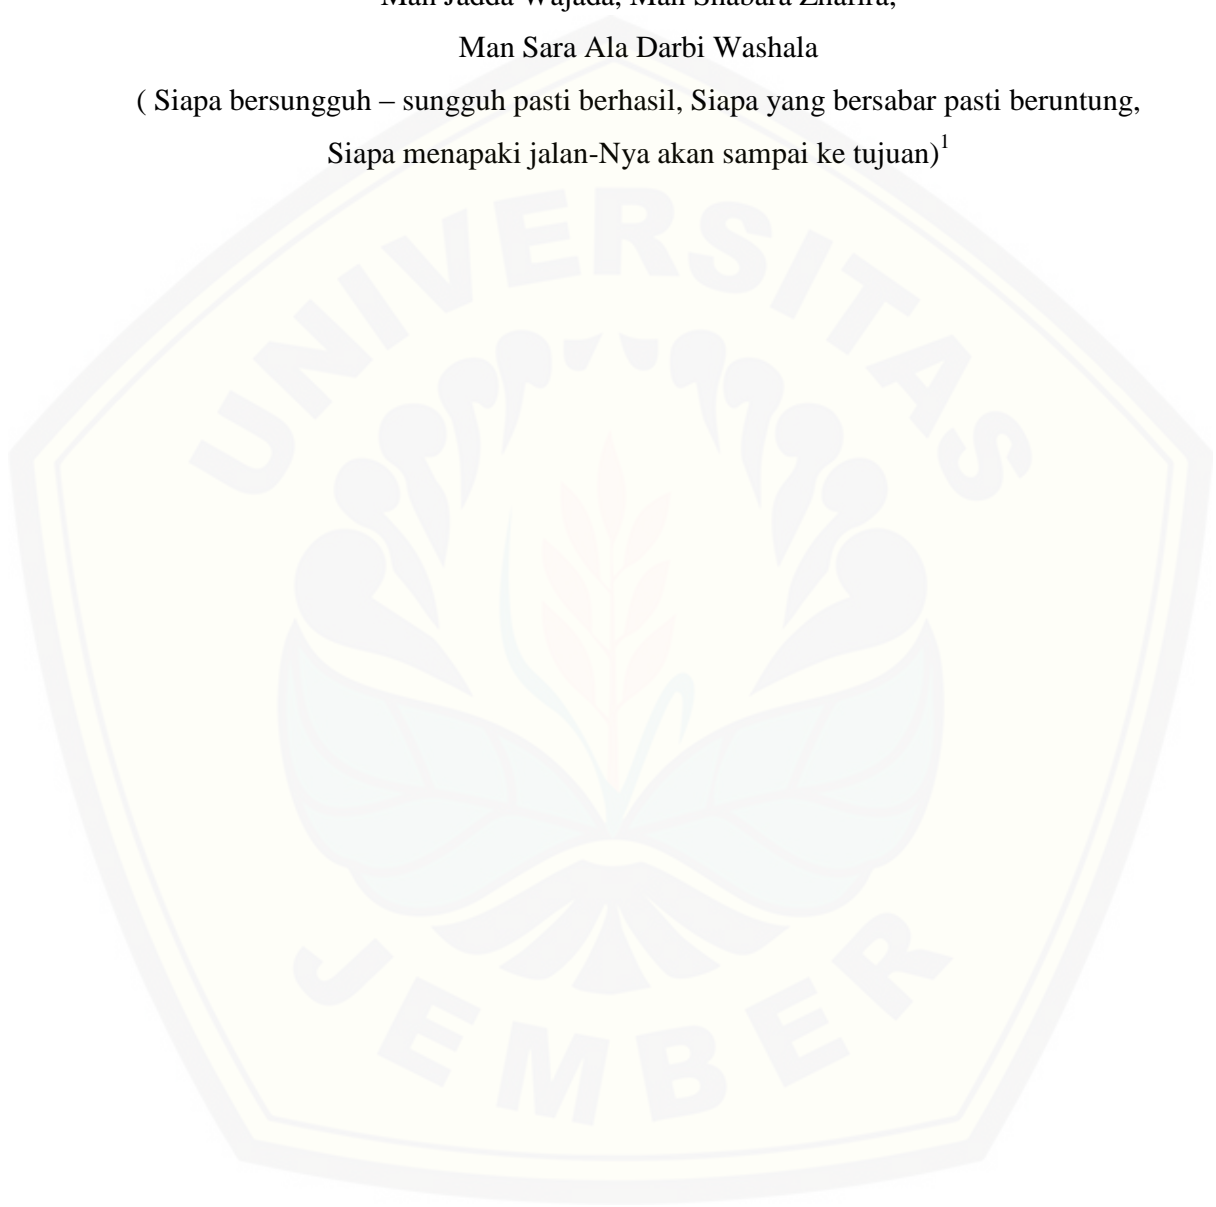 Man Jadda Wajada, Man Shabara Zhafira,
Man Sara Ala Darbi Washala
( Siapa bersungguh – sungguh pasti berhasil, Siapa yang bersabar pasti beruntung,
Siapa menapaki jalan-Nya akan sampai ke tujuan)1
UNIVERSITAS
JEMBER